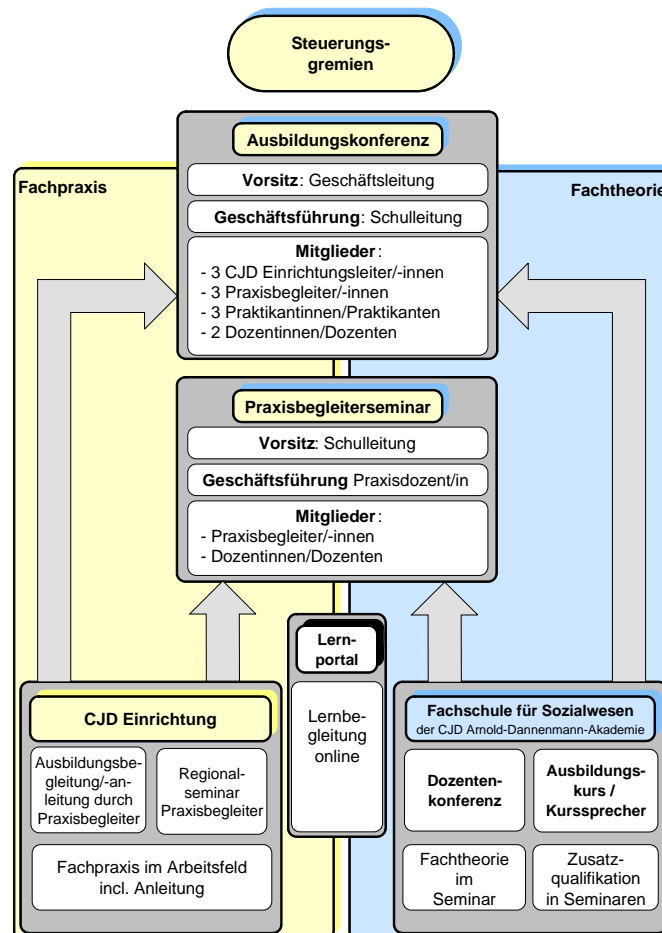 Steuerungs-
gremien
Ausbildungskonferenz
Vorsitz: Geschäftsleitung
Geschäftsführung: Schulleitung
Mitglieder:
- 3 CJD Einrichtungsleiter/-innen
- 3 Praxisbegleiter/-innen
- 3 Praktikantinnen/Praktikanten
- 2 Dozentinnen/Dozenten
Fachpraxis
Fachtheorie
Praxisbegleiterseminar
Vorsitz: Schulleitung
Geschäftsführung Praxisdozent/in
Mitglieder:
- Praxisbegleiter/-innen
- Dozentinnen/Dozenten
Lern-
portal
Lernbe-
gleitung
online
CJD Einrichtung
Ausbildungsbe-
gleitung/-an-
leitung durch
Praxisbegleiter
Regional-
seminar
Praxisbegleiter
Fachpraxis im Arbeitsfeld
incl. Anleitung
Fachschule für Sozialwesen
der CJD Arnold-Dannenmann-Akademie
Dozenten-
konferenz
Ausbildungs-
kurs /
Kurssprecher
Fachtheorie
im
Seminar
Zusatz-
qualifikation
in Seminaren